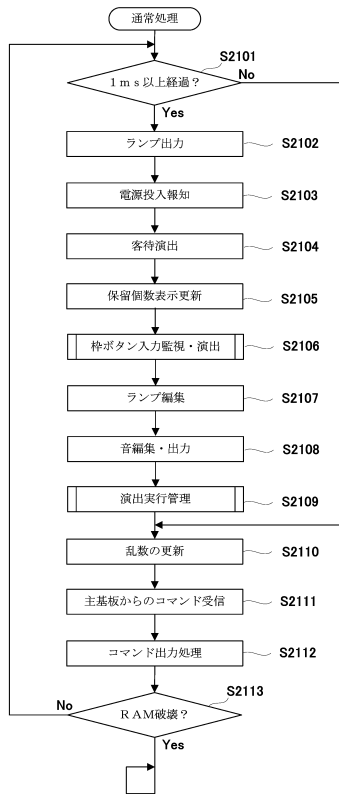 通常処理
S2101
1ms以上経過？
No
Yes
ランプ出力
S2102
電源投入報知
S2103
客待演出
S2104
保留個数表示更新
S2105
枠ボタン入力監視・演出
S2106
ランプ編集
S2107
音編集・出力
S2108
演出実行管理
S2109
乱数の更新
S2110
主基板からのコマンド受信
S2111
コマンド出力処理
S2112
S2113
No
RAM破壊？
Yes